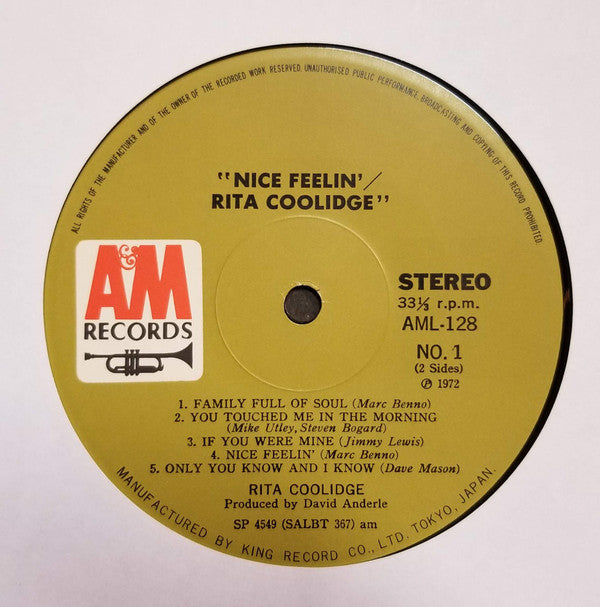 ALL RIGHTS OF THE MANUFACTURER AND OF THE OWNER OF THE RECORDED WORK RESERVED. UNAUTHORISED PUBLIC PERFORMANCE, BROADCASTING AND COPYING OF THIS RECORD PROHIBITED.
"NICE FEELIN'/
RITA COOLIDGE"
A&M
RECORDS
STEREO
33⅓ r.p.m.
AML-128
NO. 1
(2 Sides)
℗ 1972
1. FAMILY FULL OF SOUL (Marc Benno)
2. YOU TOUCHED ME IN THE MORNING
(Mike Utley, Steven Bogard)
3. IF YOU WERE MINE (Jimmy Lewis)
4. NICE FEELIN' (Marc Benno)
5. ONLY YOU KNOW AND I KNOW (Dave Mason)
RITA COOLIDGE
Produced by David Anderle
SP 4549 (SALBT 367) am
MANUFACTURED BY KING RECORD CO., LTD. TOKYO, JAPAN.